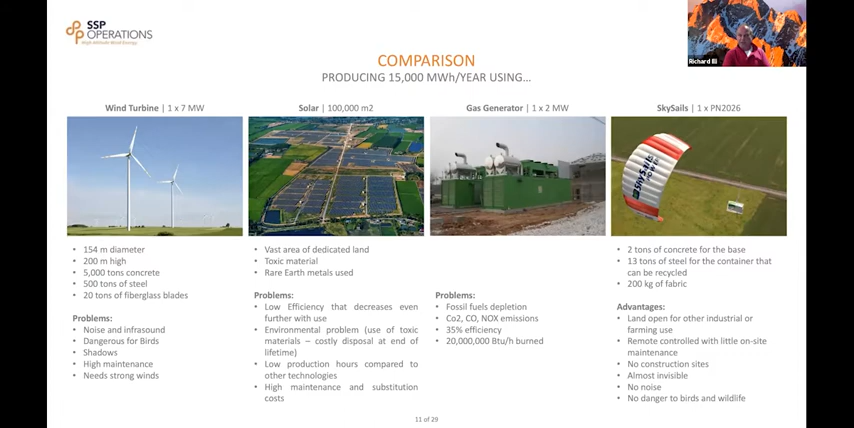 SSP
OPERATIONS
High Altitude Wind Energy
Richard III
COMPARISON
PRODUCING 15,000 MWh/YEAR USING...
Wind Turbine | 1 x 7 MW
• 154 m diameter
• 200 m high
• 5,000 tons concrete
• 500 tons of steel
• 20 tons of fiberglass blades
Problems:
• Noise and infrasound
• Dangerous for Birds
• Shadows
• High maintenance
• Needs strong winds
Solar | 100,000 m2
• Vast area of dedicated land
• Toxic material
• Rare Earth metals used
Problems:
• Low Efficiency that decreases even
further with use
• Environmental problem (use of toxic
materials – costly disposal at end of
lifetime)
• Low production hours compared to
other technologies
• High maintenance and substitution
costs
Gas Generator | 1 x 2 MW
Problems:
• Fossil fuels depletion
• Co2, CO, NOX emissions
• 35% efficiency
• 20,000,000 Btu/h burned
SkySails | 1 x PN2026
SkySails
POWER
• 2 tons of concrete for the base
• 13 tons of steel for the container that
can be recycled
• 200 kg of fabric
Advantages:
• Land open for other industrial or
farming use
• Remote controlled with little on-site
maintenance
• No construction sites
• Almost invisible
• No noise
• No danger to birds and wildlife
11 of 29